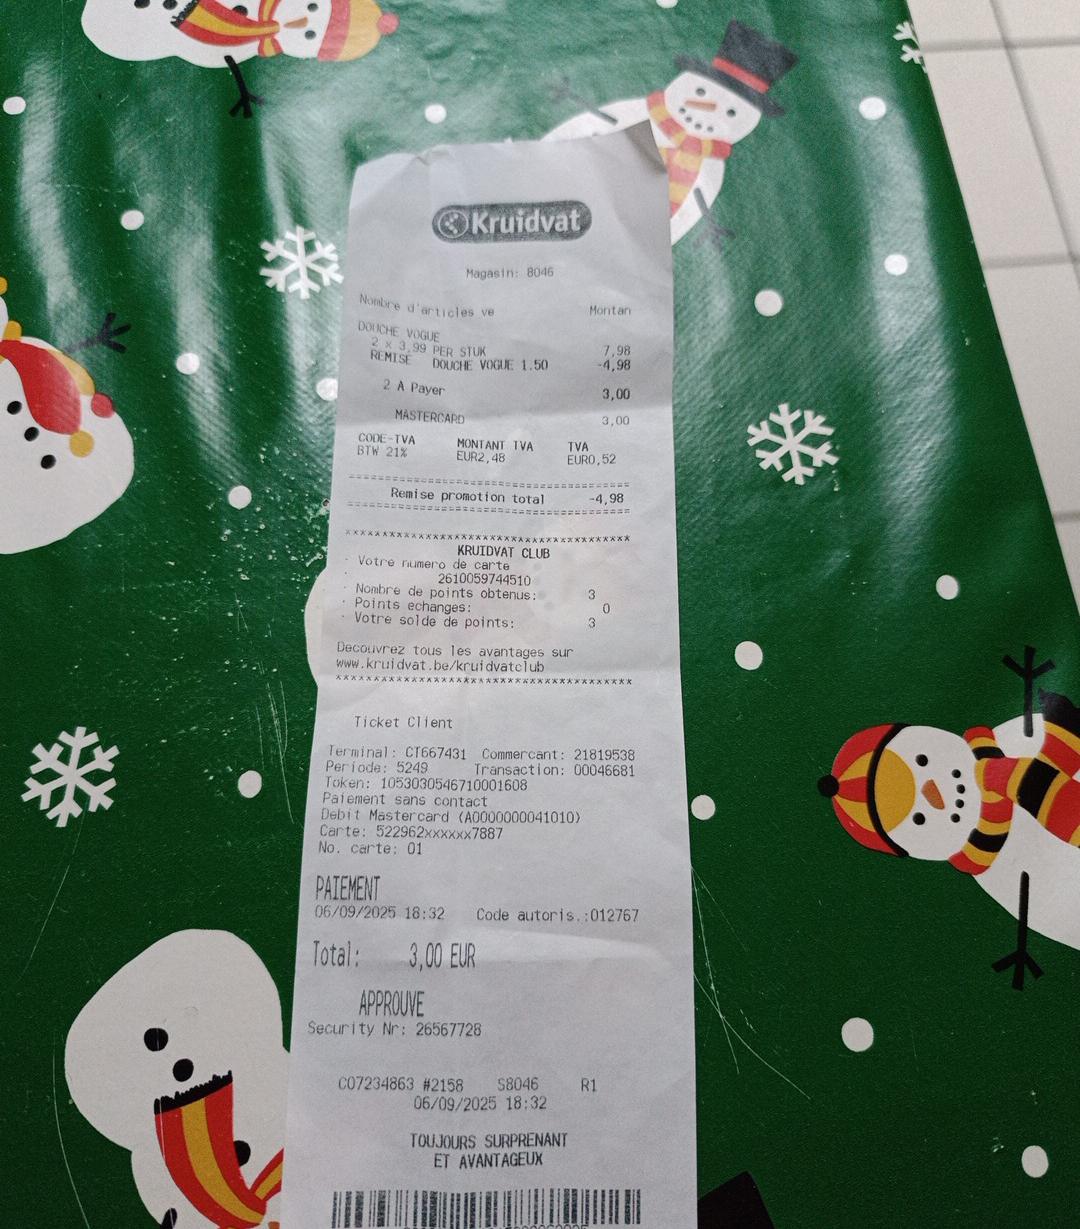 Kruidvat
Magasin: 8046
Nombre d'articles ve Montan
DOUCHE VOGUE
2 x 3,99 PER STUK 7,98
REMISE DOUCHE VOGUE 1.50 -4,98
2 A Payer 3,00
MASTERCARD 3,00
CODE-TVA MONTANT TVA TVA
BTW 21% EUR2,48 EUR0,52
===================================
Remise promotion total -4,98
===================================
*************************************
KRUIDVAT CLUB
· Votre numero de carte
· 2610059744510
· Nombre de points obtenus: 3
· Points echanges: 0
· Votre solde de points: 3
Decouvrez tous les avantages sur
www.kruidvat.be/kruidvatclub
*************************************
Ticket Client
Terminal: CT667431 Commercant: 21819538
Periode: 5249 Transaction: 00046681
Token: 1053030546710001608
Paiement sans contact
Debit Mastercard (A0000000041010)
Carte: 522962xxxxxx7887
No. carte: 01
PAIEMENT
06/09/2025 18:32 Code autoris.:012767
Total: 3,00 EUR
APPROUVE
Security Nr: 26567728
C07234863 #2158 S8046 R1
06/09/2025 18:32
TOUJOURS SURPRENANT
ET AVANTAGEUX